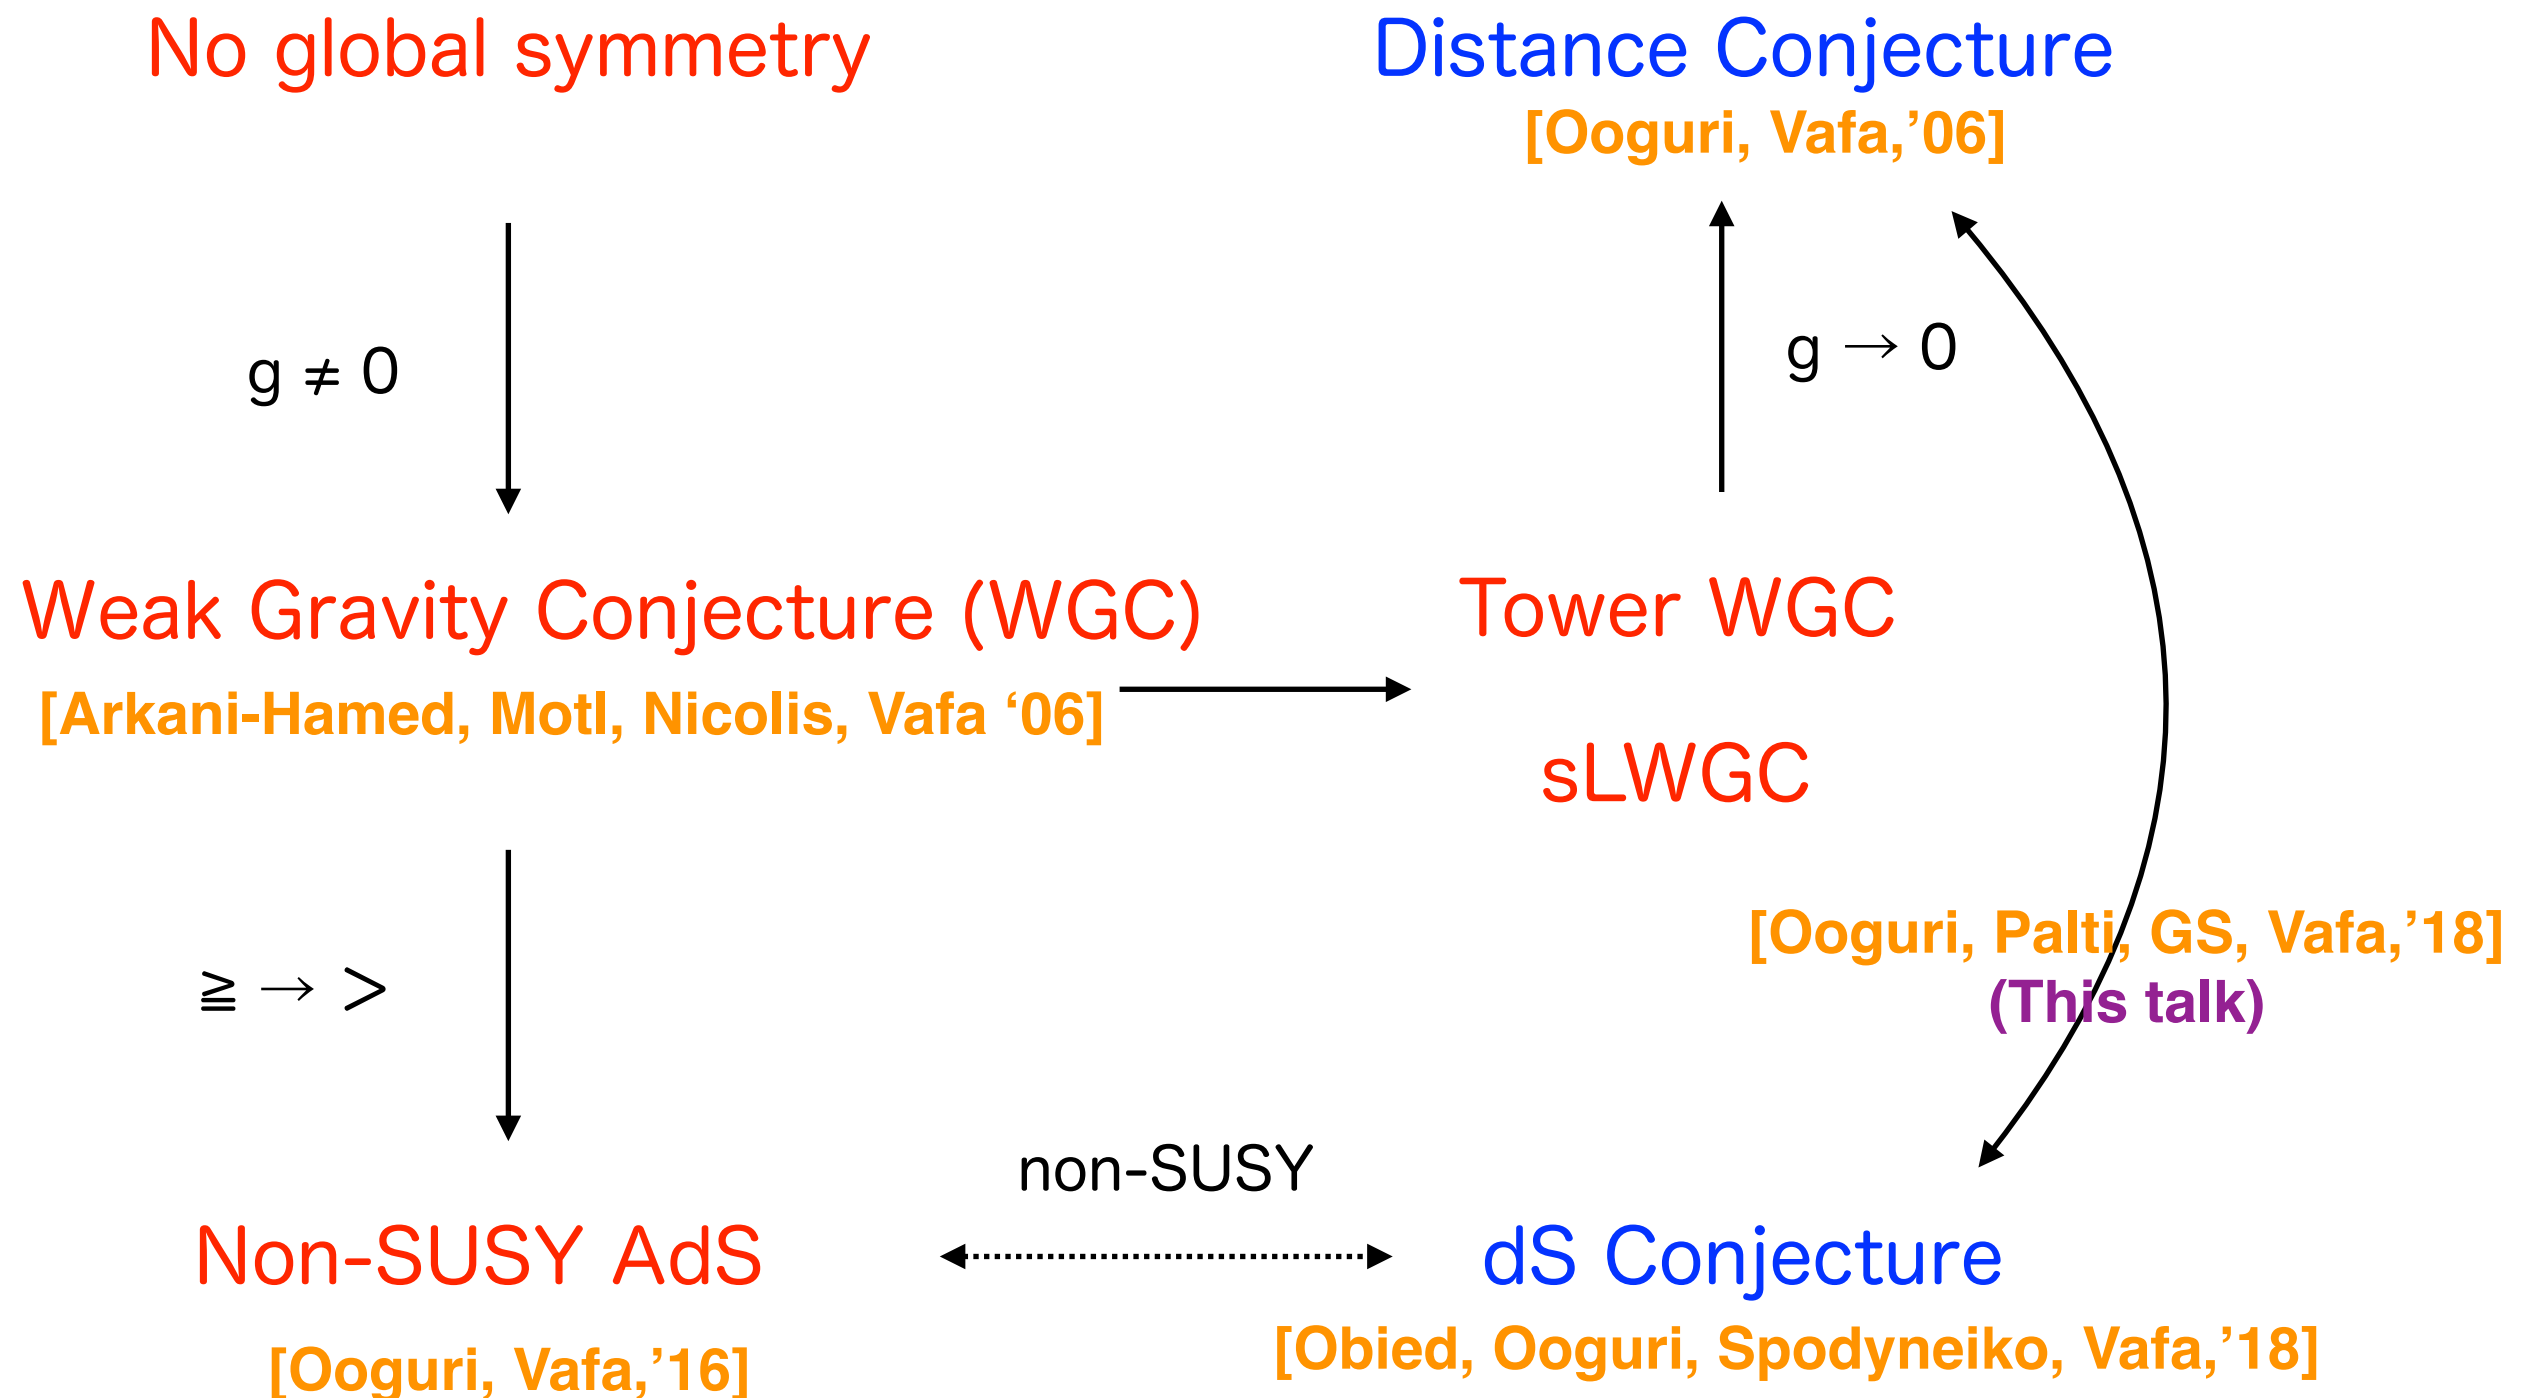 No global symmetry
Distance Conjecture
[Ooguri, Vafa,’06]
g ≠ 0
g → 0
Weak Gravity Conjecture (WGC)
[Arkani-Hamed, Motl, Nicolis, Vafa ‘06]
Tower WGC
sLWGC
[Ooguri, Palti, GS, Vafa,’18]
(This talk)
≧ → >
non-SUSY
Non-SUSY AdS
[Ooguri, Vafa,’16]
dS Conjecture
[Obied, Ooguri, Spodyneiko, Vafa,’18]